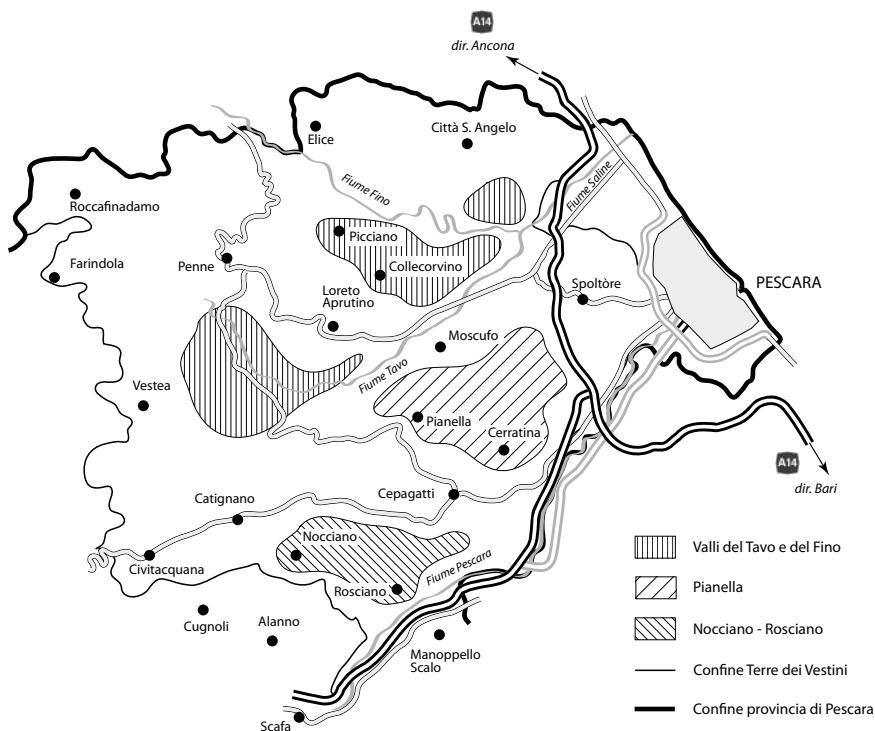 A14
dir. Ancona
Elice
Città S. Angelo
Fiume Fino
Fiume Saline
Roccafinadamo
Picciano
Penne
Collecorvino
Farindola
Spoltòre
PESCARA
Loreto
Aprutino
Moscufo
Fiume Tavo
Vestea
Pianella
Cerratina
A14
dir. Bari
Cepagatti
Catignano
Nocciano
Civitacquana
Rosciano
Fiume Pescara
Cugnoli
Alanno
Manoppello
Scalo
Scafa
Valli del Tavo e del Fino
Pianella
Nocciano - Rosciano
Confine Terre dei Vestini
Confine provincia di Pescara